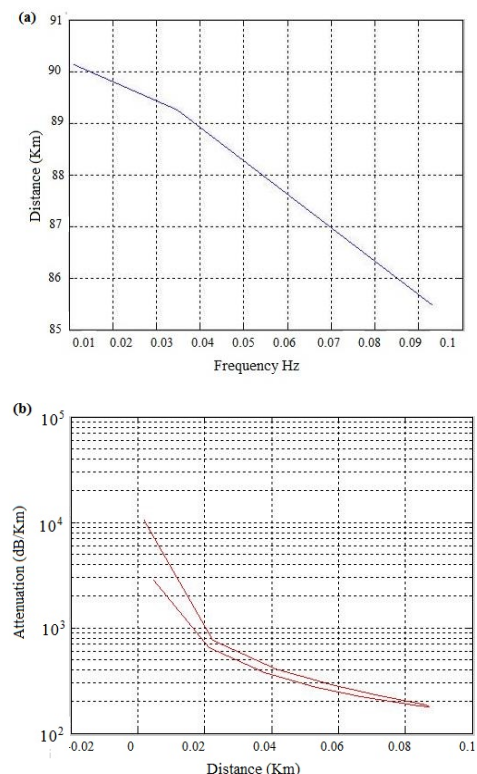 (a)
91
90
89
88
87
86
85
Distance (Km)
0.01 0.02 0.03 0.04 0.05 0.06 0.07 0.08 0.09 0.1
Frequency Hz
(b)
10^5
10^4
10^3
10^2
Attenuation (dB/Km)
-0.02 0 0.02 0.04 0.06 0.08 0.1
Distance (Km)